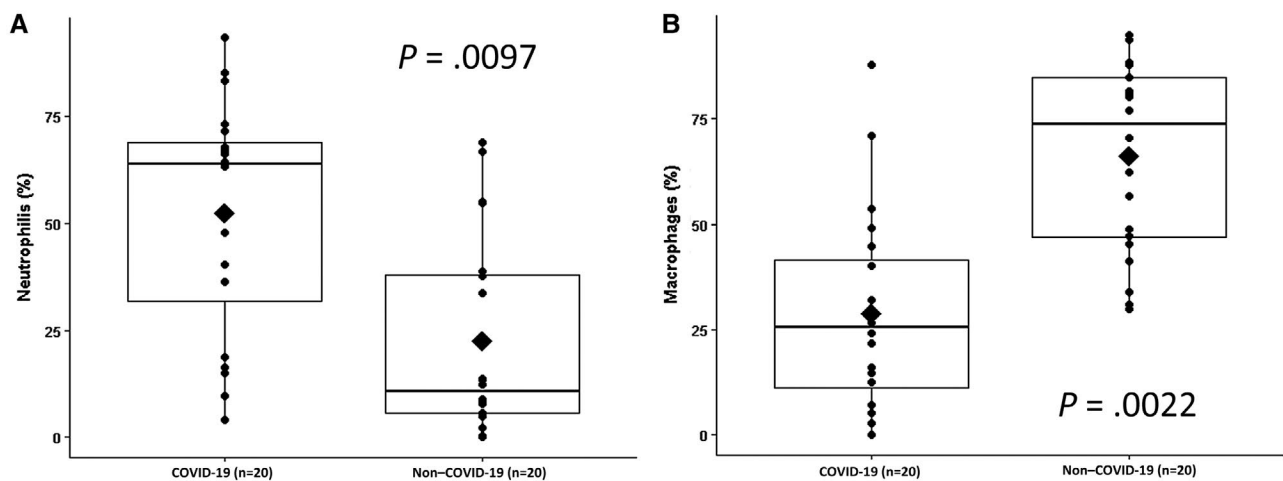 A
P = .0097
Neutrophilis (%)
75
50
25
0
COVID-19 (n=20)
Non–COVID-19 (n=20)
B
Macrophages (%)
75
50
25
0
P = .0022
COVID-19 (n=20)
Non–COVID-19 (n=20)